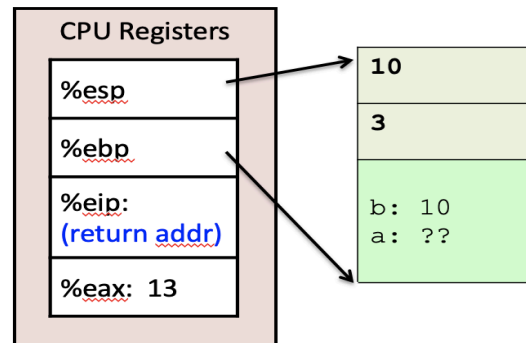 CPU Registers
%esp
%ebp
%eip:
(return addr)
%eax: 13
10
3
b: 10
a: ??